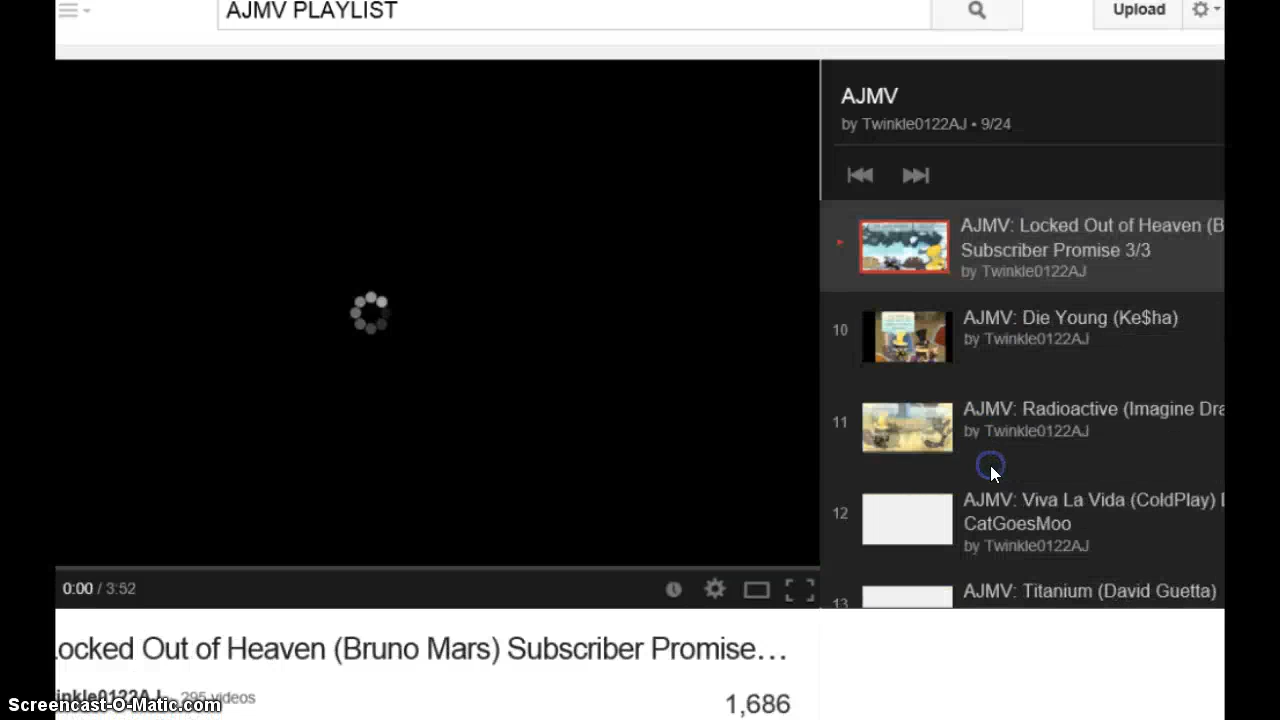 AJMV PLAYLIST
Upload
AJMV
by Twinkle0122AJ • 9/24
AJMV: Locked Out of Heaven (B
Subscriber Promise 3/3
by Twinkle0122AJ
10
AJMV: Die Young (Ke$ha)
by Twinkle0122AJ
11
AJMV: Radioactive (Imagine Dra
by Twinkle0122AJ
12
AJMV: Viva La Vida (ColdPlay)
CatGoesMoo
by Twinkle0122AJ
13
AJMV: Titanium (David Guetta)
0:00 / 3:52
Locked Out of Heaven (Bruno Mars) Subscriber Promise...
inkle0122AJ · 295 videos
1,686
Screencast-O-Matic.com